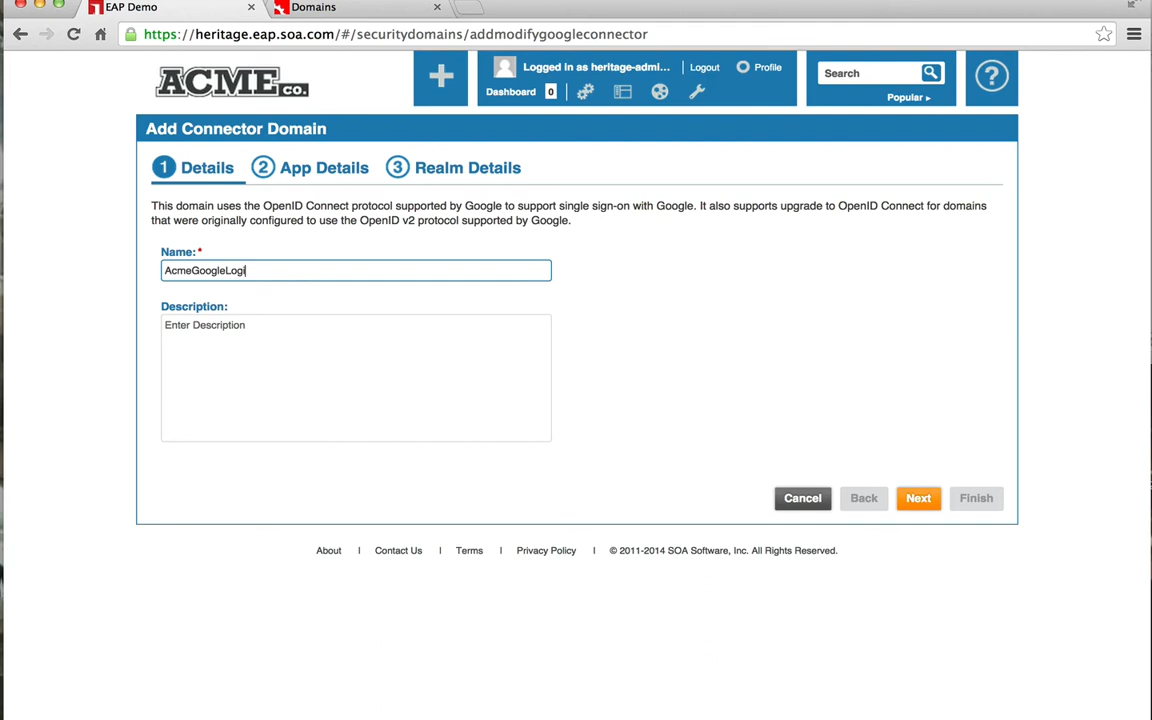 EAP Demo
Domains
https://heritage.eap.soa.com/#/securitydomains/addmodifygoogleconnector
ACME CO.
Logged in as heritage-admi... Logout Profile
Dashboard 0
Search
Popular
Add Connector Domain
1 Details 2 App Details 3 Realm Details
This domain uses the OpenID Connect protocol supported by Google to support single sign-on with Google. It also supports upgrade to OpenID Connect for domains
that were originally configured to use the OpenID v2 protocol supported by Google.
Name:*
AcmeGoogleLogi
Description:
Enter Description
Cancel Back Next Finish
About | Contact Us | Terms | Privacy Policy | © 2011-2014 SOA Software, Inc. All Rights Reserved.